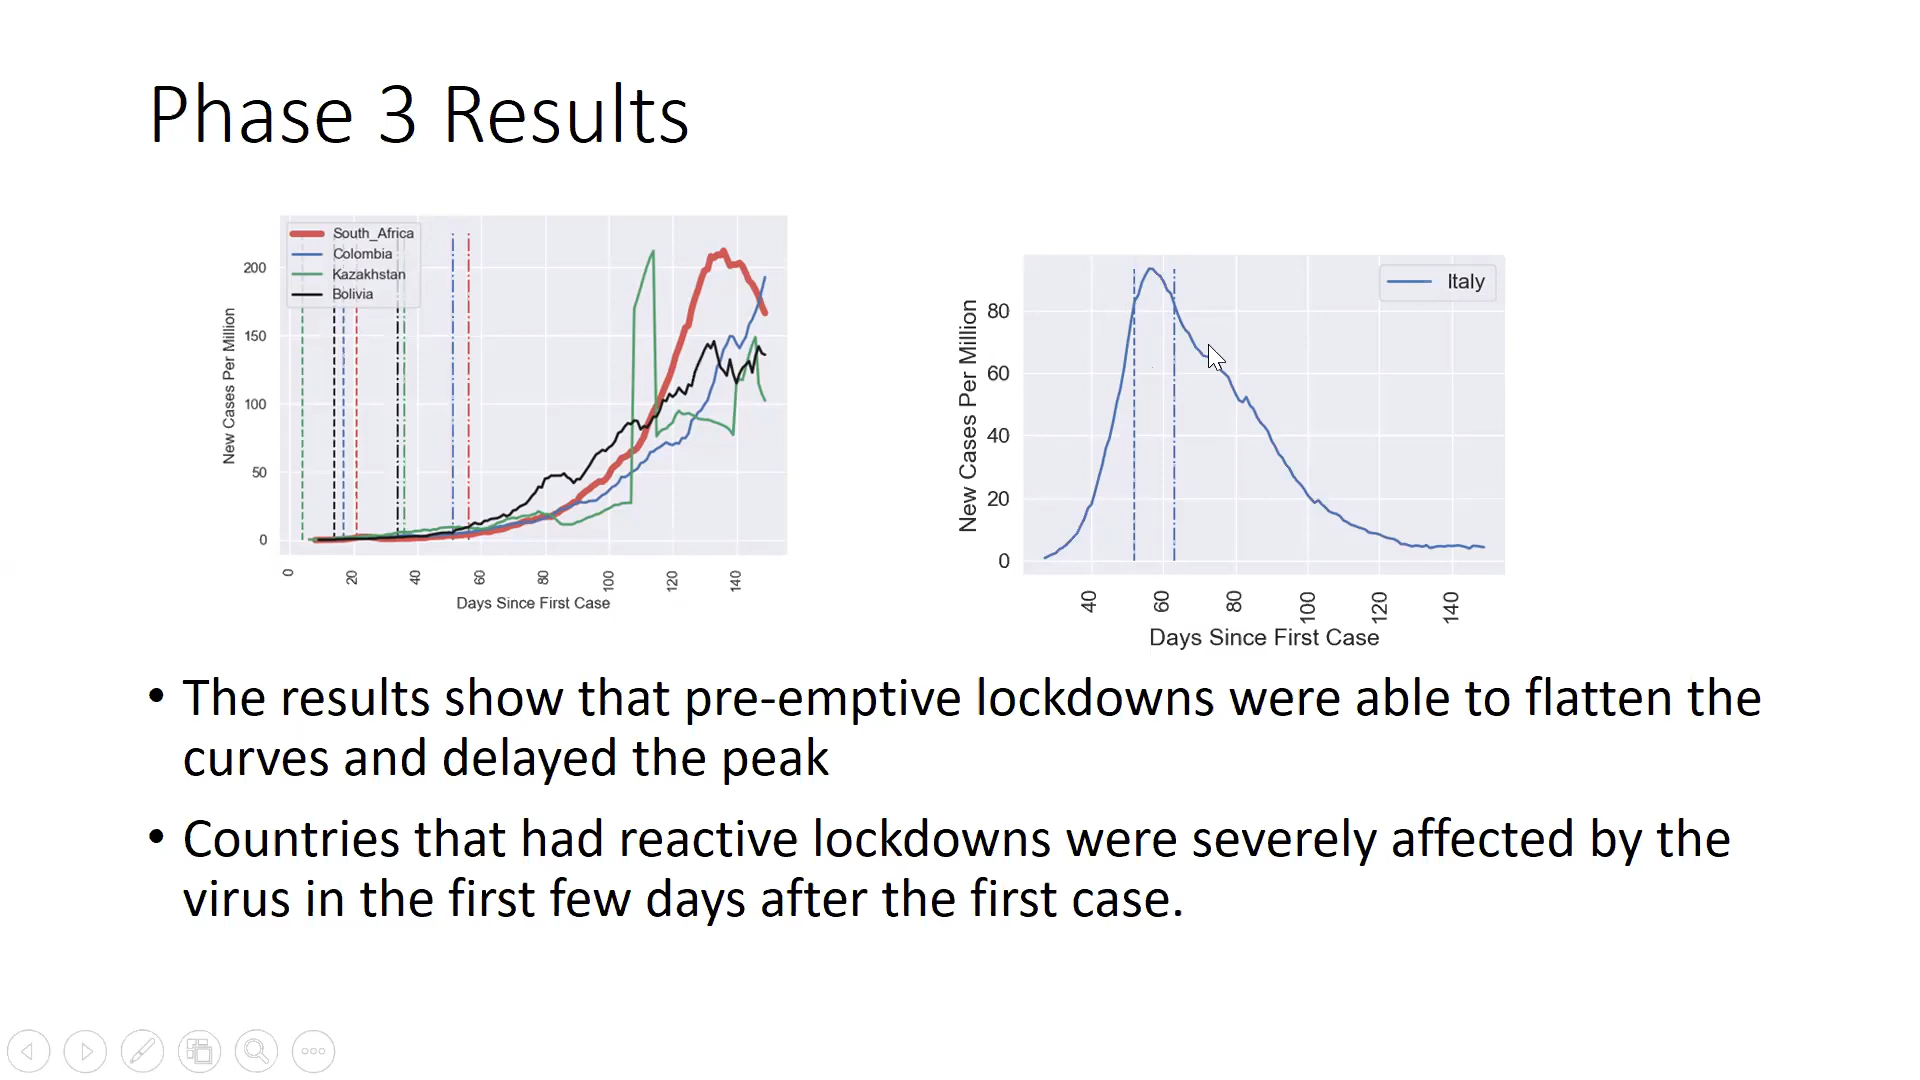 Phase 3 Results
South_Africa
Colombia
Kazakhstan
Bolivia
200
150
100
50
0
New Cases Per Million
0 20 40 60 80 100 120 140
Days Since First Case
Italy
80
60
40
20
0
New Cases Per Million
40 60 80 100 120 140
Days Since First Case
• The results show that pre-emptive lockdowns were able to flatten the
curves and delayed the peak
• Countries that had reactive lockdowns were severely affected by the
virus in the first few days after the first case.